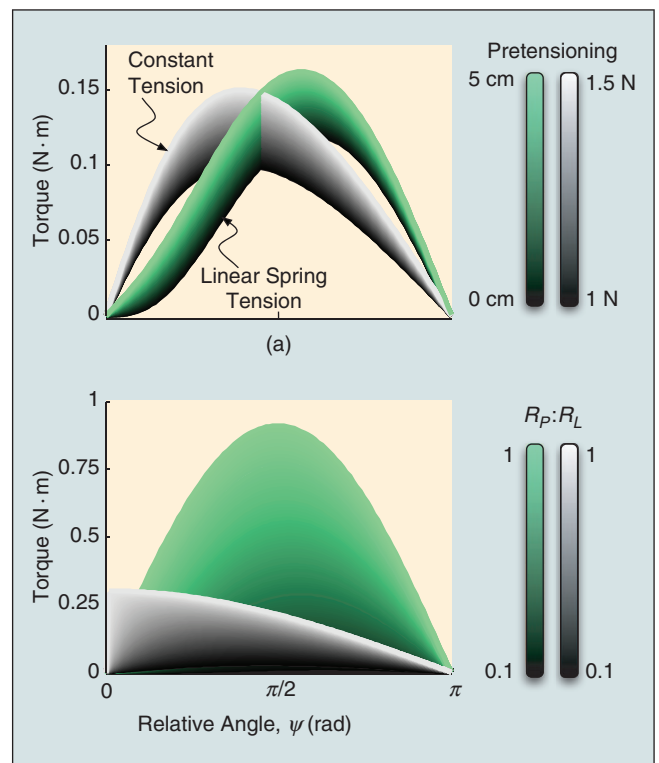 Pretensioning
5 cm
1.5 N
0 cm
1 N
Constant
Tension
Linear Spring
Tension
Torque (N·m)
0.15
0.1
0.05
0
(a)
R_P:R_L
1
1
0.1
0.1
Torque (N·m)
1
0.75
0.5
0.25
0
0
π/2
π
Relative Angle, ψ (rad)